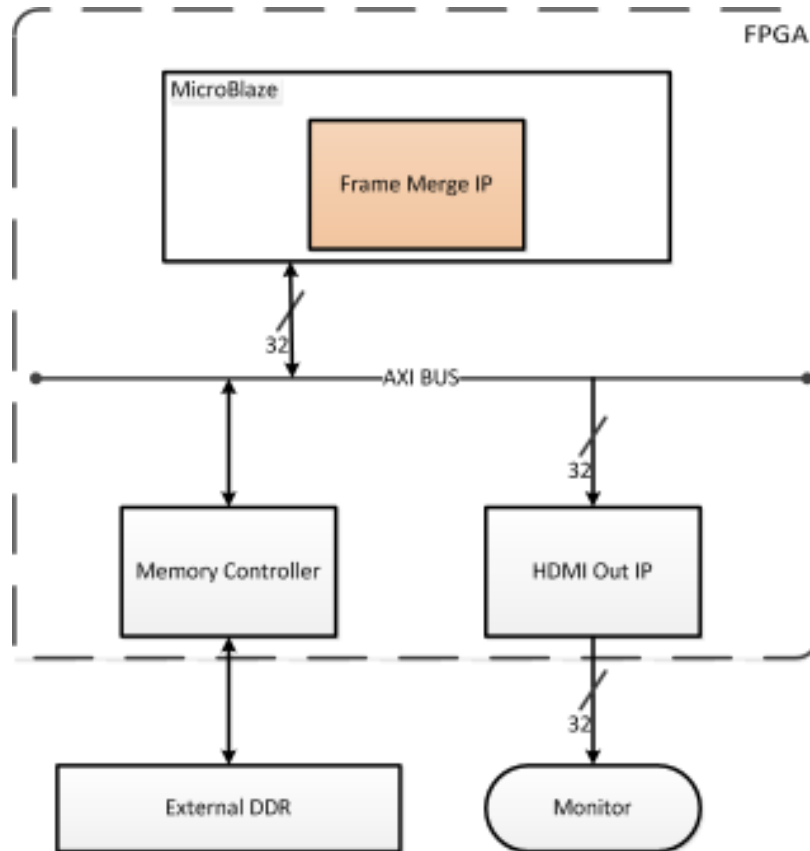 FPGA
MicroBlaze
Frame Merge IP
32
AXI BUS
32
Memory Controller
HDMI Out IP
32
External DDR
Monitor